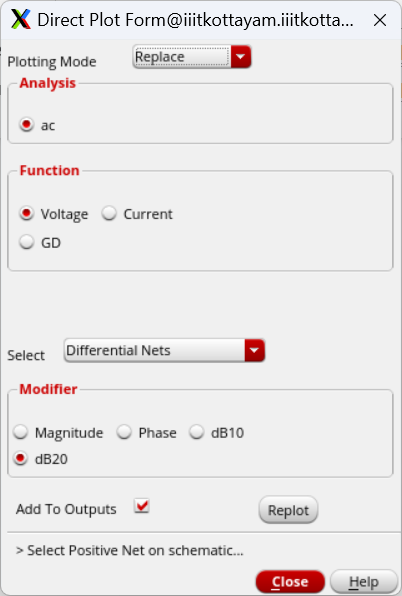 Direct Plot Form@iiitkottayam.iiitkotta...
Plotting Mode Replace
Analysis
ac
Function
Voltage Current
GD
Select Differential Nets
Modifier
Magnitude Phase dB10
dB20
Add To Outputs Replot
> Select Positive Net on schematic...
Close Help